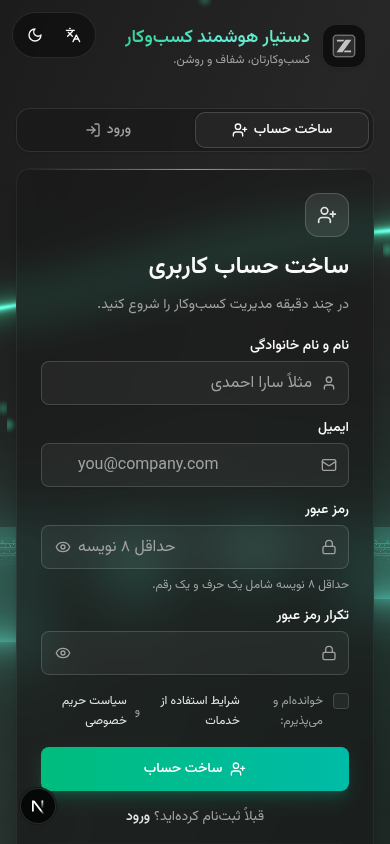 دستیار هوشمند کسب‌وکار
کسب‌وکارتان، شفاف و روشن.
ساخت حساب
ورود
ساخت حساب کاربری
در چند دقیقه مدیریت کسب‌وکار را شروع کنید.
نام و نام خانوادگی
مثلاً سارا احمدی
ایمیل
you@company.com
رمز عبور
حداقل ۸ نویسه
حداقل ۸ نویسه شامل یک حرف و یک رقم.
تکرار رمز عبور
خوانده‌ام و می‌پذیرم:
شرایط استفاده از خدمات
و
سیاست حریم خصوصی
ساخت حساب
قبلاً ثبت‌نام کرده‌اید؟ ورود
N